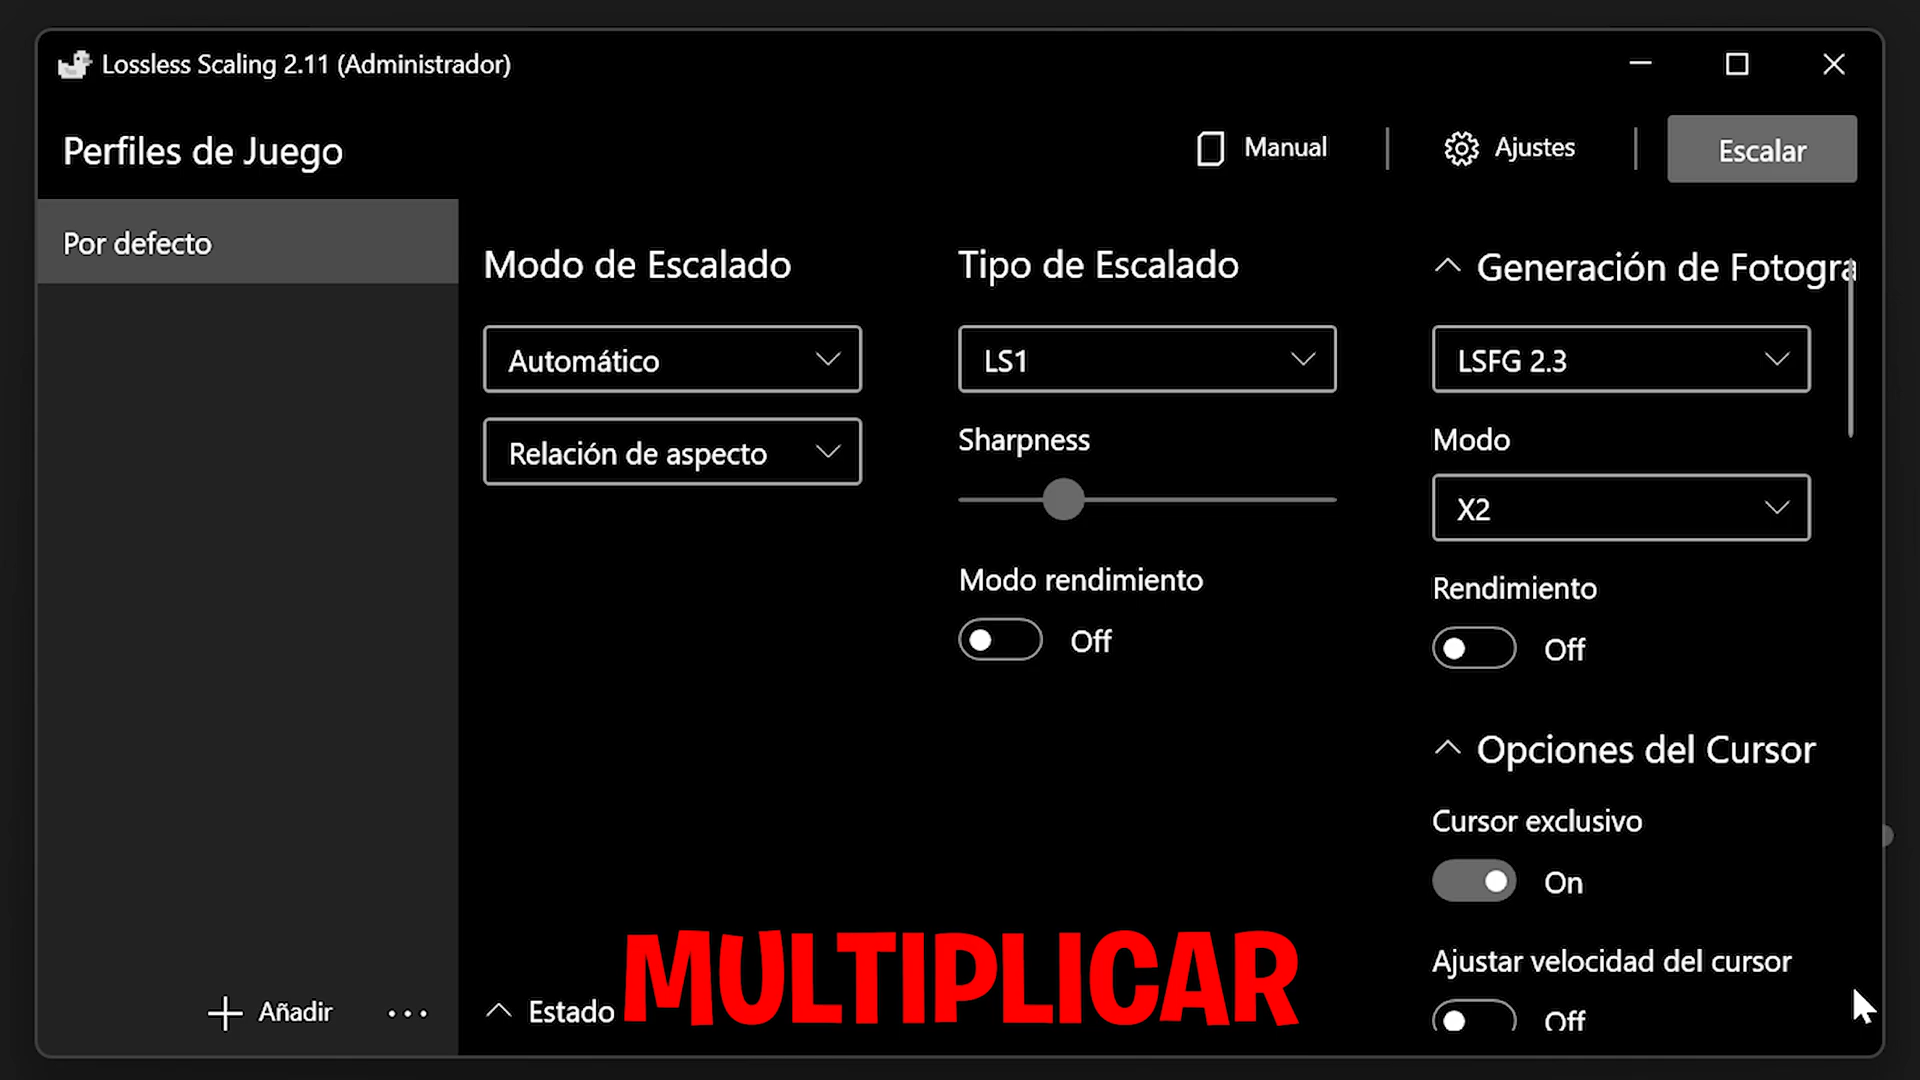 Lossless Scaling 2.11 (Administrador)
Perfiles de Juego
Manual
Ajustes
Escalar
Por defecto
Modo de Escalado
Automático
Relación de aspecto
Tipo de Escalado
LS1
Sharpness
Modo rendimiento
Off
Generación de Fotogra
LSFG 2.3
Modo
X2
Rendimiento
Off
Opciones del Cursor
Cursor exclusivo
On
Ajustar velocidad del cursor
Off
Añadir
Estado
MULTIPLICAR